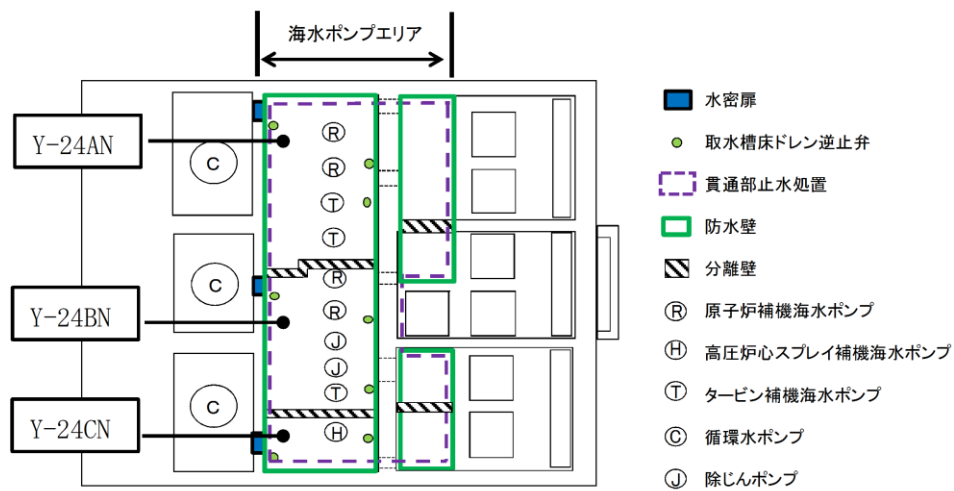 海水ポンプエリア
Y-24AN
Y-24BN
Y-24CN
C
C
C
R
R
T
T
R
R
J
J
T
H
水密扉
取水槽床ドレン逆止弁
貫通部止水処置
防水壁
分離壁
R 原子炉補機海水ポンプ
H 高圧炉心スプレイ補機海水ポンプ
T タービン補機海水ポンプ
C 循環水ポンプ
J 除じんポンプ